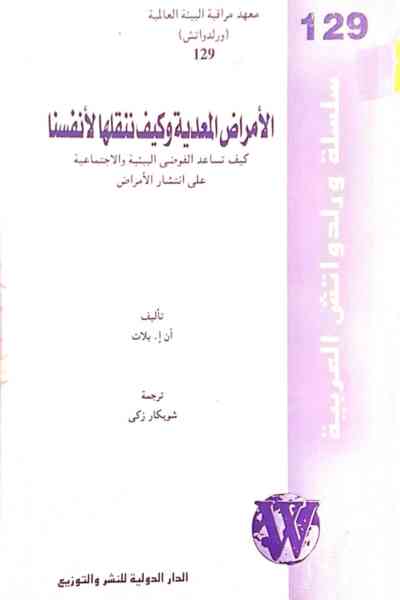 129
معهد مراقبة البيئة العالمية
(ورلدواتش)
129
الأمراض المعدية وكيف ننقلها لأنفسنا
كيف تساعد الفوضى البيئية والاجتماعية
على انتشار الأمراض
تأليف
آن إ. بلات
ترجمة
شويكار زكى
الدار الدولية للنشر والتوزيع
سلسلة ورلدواتش العربية
W